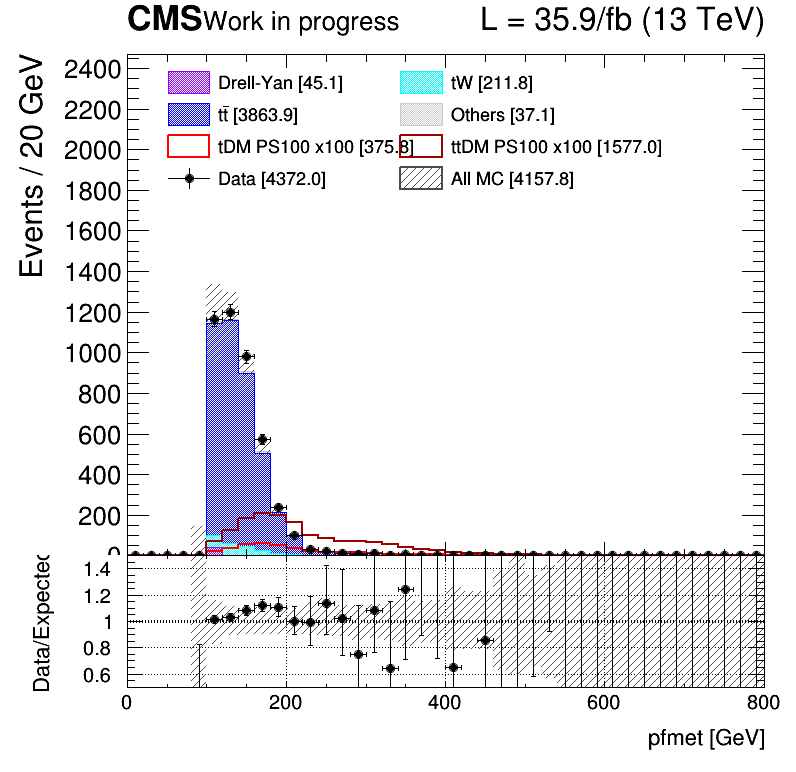 CMS Work in progress L = 35.9/fb (13 TeV)
Events / 20 GeV
2400
2200
2000
1800
1600
1400
1200
1000
800
600
400
200
0
Drell-Yan [45.1] tW [211.8]
tt̄ [3863.9] Others [37.1]
tDM PS100 x100 [375.8] ttDM PS100 x100 [1577.0]
Data [4372.0] All MC [4157.8]
Data/Expected
1.4
1.2
1
0.8
0.6
0 200 400 600 800
pfmet [GeV]